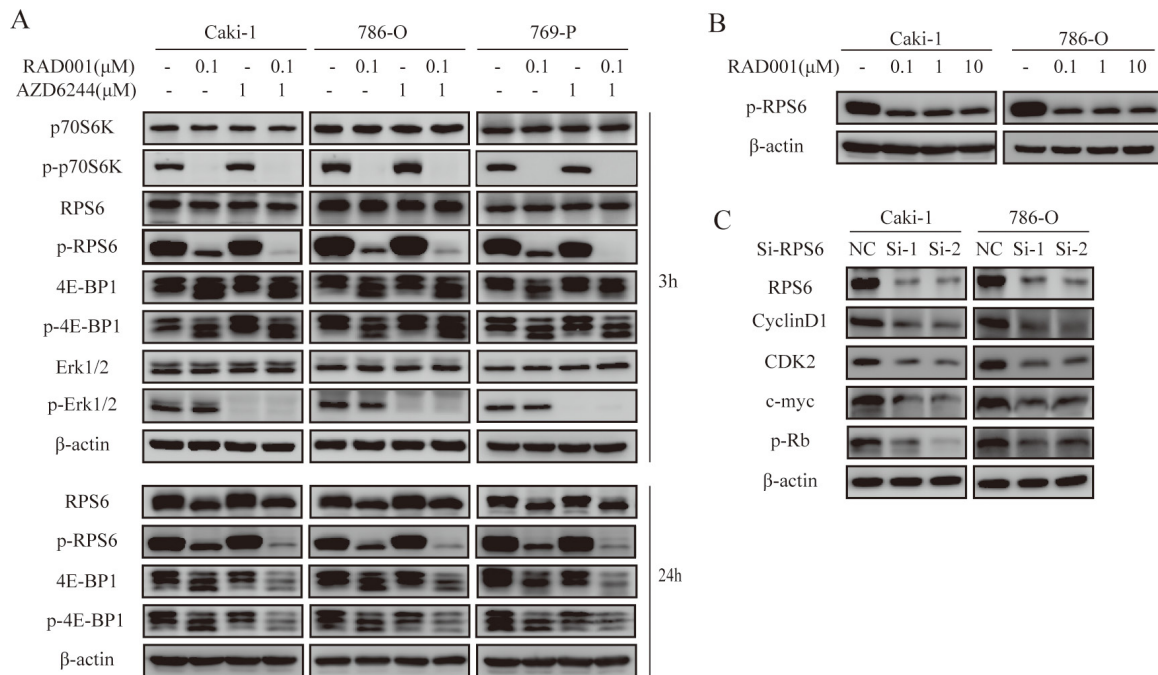 A
Caki-1 786-O 769-P
RAD001(μM) - 0.1 - 0.1 - 0.1 - 0.1 - 0.1 - 0.1
AZD6244(μM) - - 1 1 - - 1 1 - - 1 1
p70S6K
p-p70S6K
RPS6
p-RPS6
4E-BP1
p-4E-BP1
Erk1/2
p-Erk1/2
β-actin
3h
RPS6
p-RPS6
4E-BP1
p-4E-BP1
β-actin
24h
B
Caki-1 786-O
RAD001(μM) - 0.1 1 10 - 0.1 1 10
p-RPS6
β-actin
C
Caki-1 786-O
Si-RPS6 NC Si-1 Si-2 NC Si-1 Si-2
RPS6
CyclinD1
CDK2
c-myc
p-Rb
β-actin